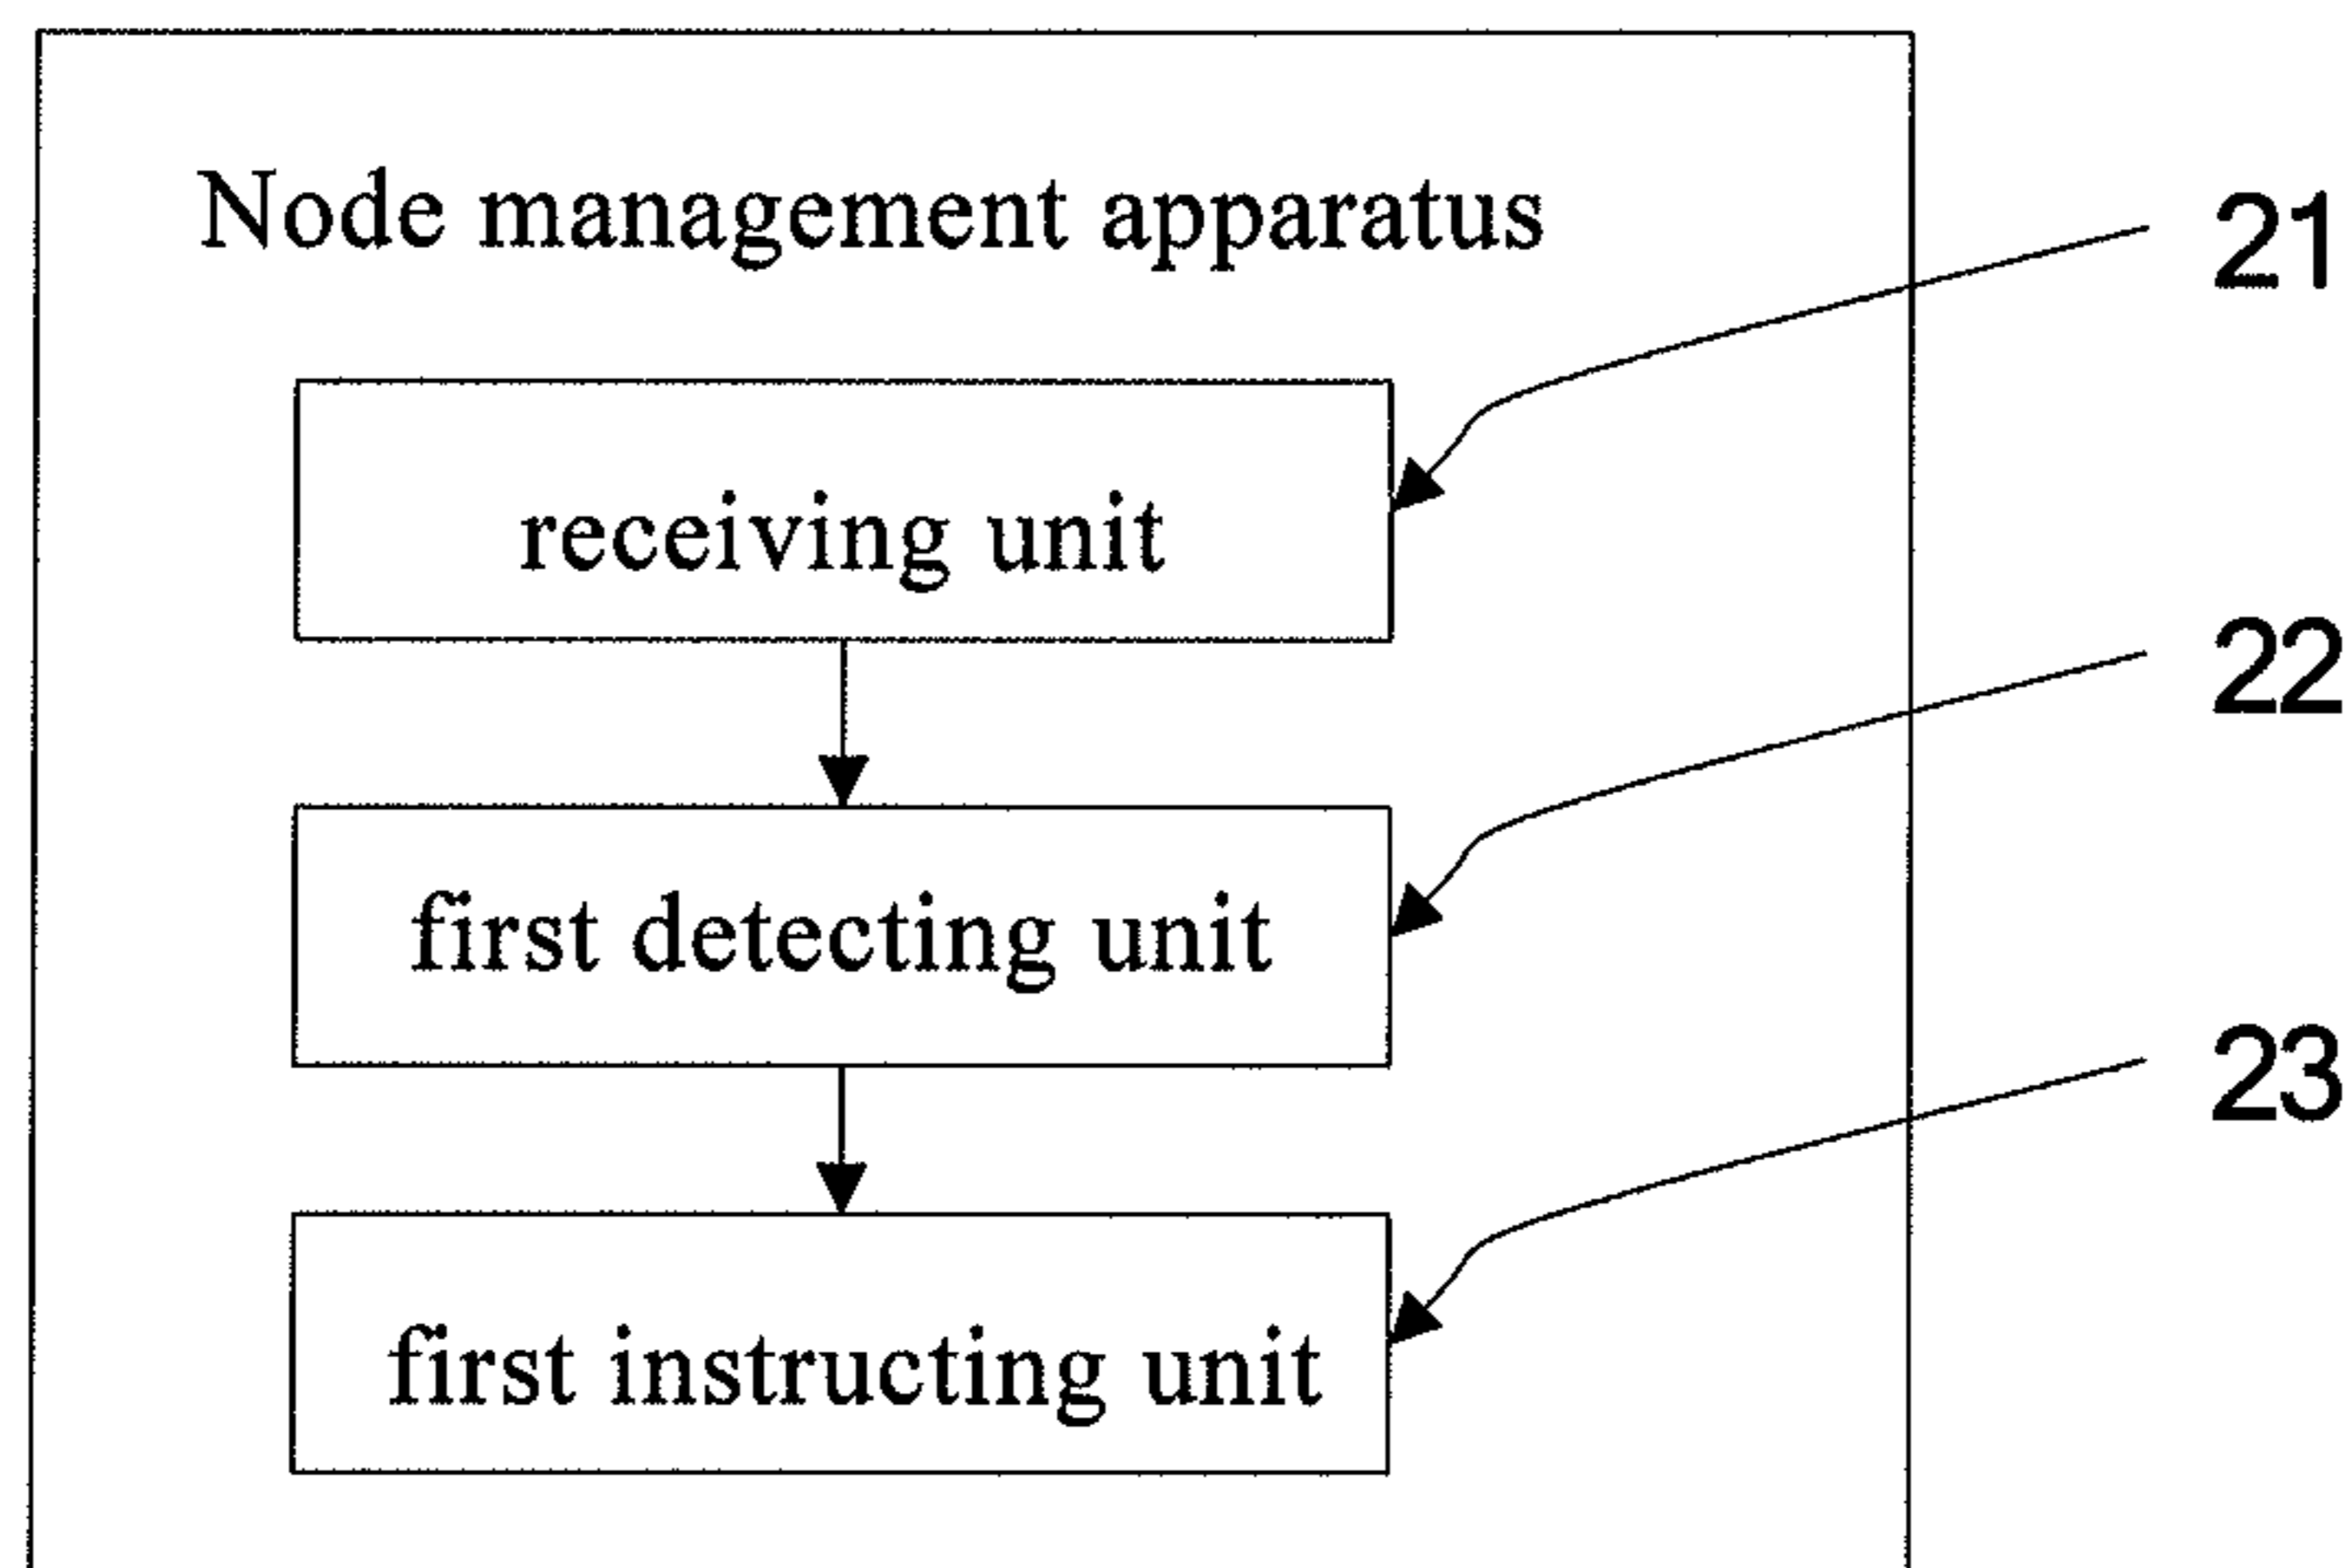 Node management apparatus
21
receiving unit
22
first detecting unit
23
first instructing unit